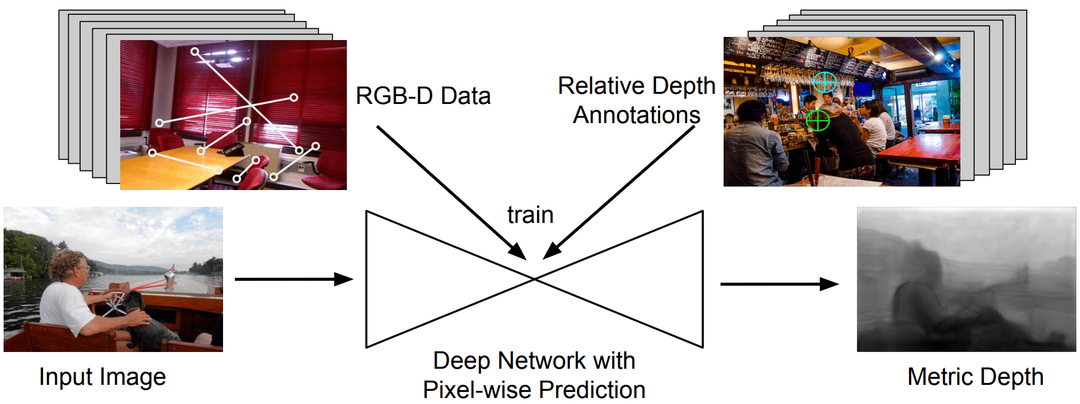 RGB-D Data
Relative Depth
Annotations
train
Input Image
Deep Network with
Pixel-wise Prediction
Metric Depth